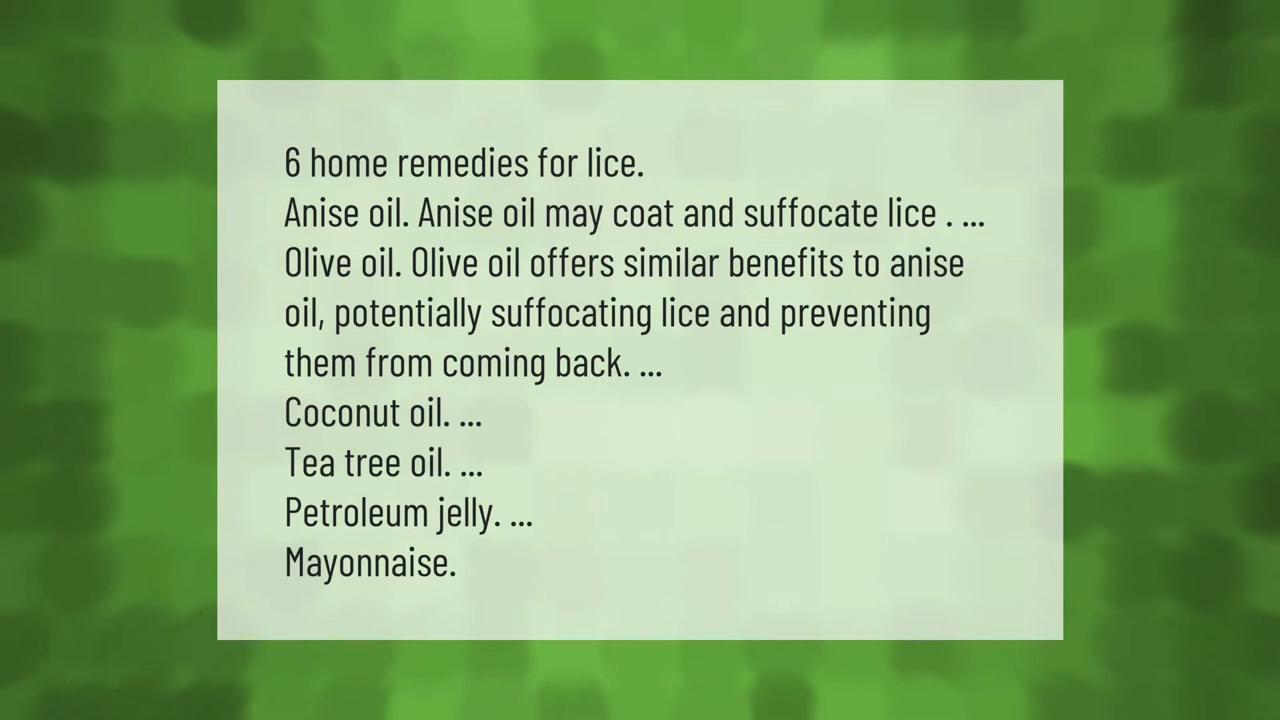 6 home remedies for lice.
Anise oil. Anise oil may coat and suffocate lice . ...
Olive oil. Olive oil offers similar benefits to anise
oil, potentially suffocating lice and preventing
them from coming back. ...
Coconut oil. ...
Tea tree oil. ...
Petroleum jelly. ...
Mayonnaise.